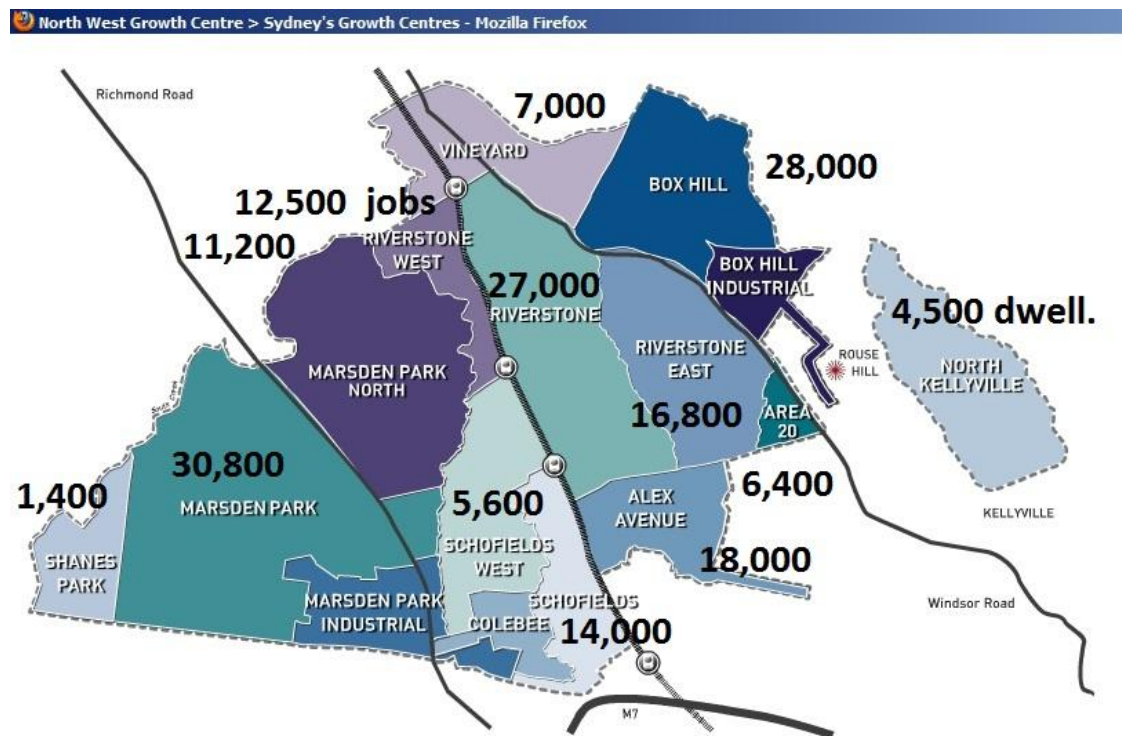 North West Growth Centre > Sydney's Growth Centres - Mozilla Firefox
Richmond Road
7,000
VINEYARD
BOX HILL
28,000
12,500 jobs
11,200
RIVERSTONE
WEST
27,000
RIVERSTONE
BOX HILL
INDUSTRIAL
4,500 dwell.
RIVERSTONE
EAST
ROUSE
HILL
NORTH
KELLYVILLE
MARSDEN PARK
NORTH
16,800
AREA
20
30,800
MARSDEN PARK
1,400
SHANES
PARK
5,600
SCHOFIELDS
WEST
ALEX
AVENUE
6,400
KELLYVILLE
18,000
MARSDEN PARK
INDUSTRIAL
COLEBEE
SCHOFIELDS
14,000
Windsor Road
M7